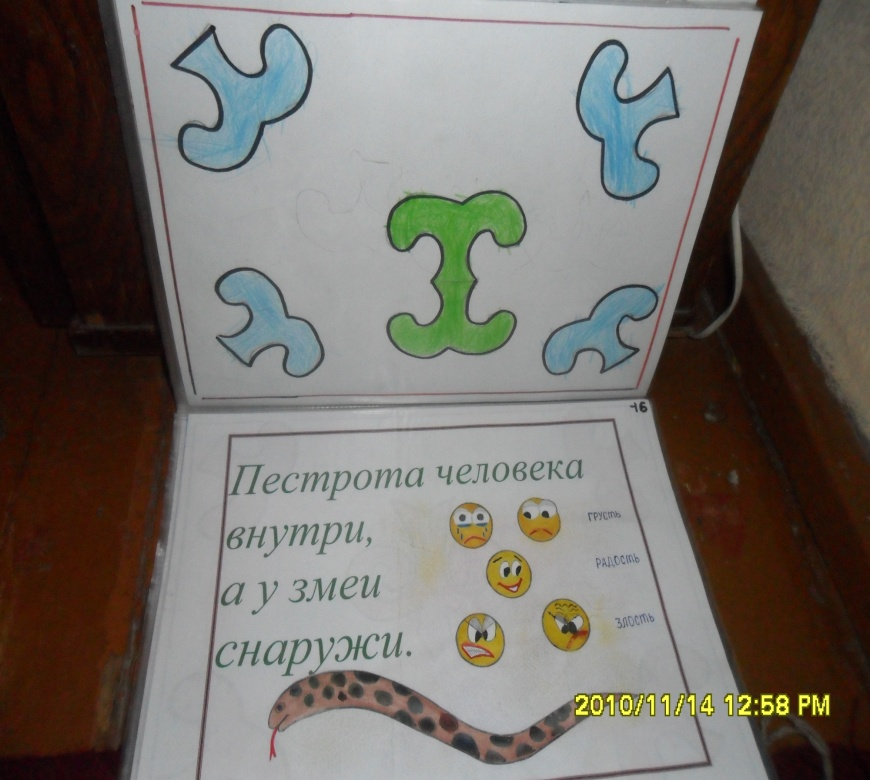 16
Пестрота человека
внутри,
а у змеи
снаружи.
грусть
радость
злость
2010/11/14 12:58 PM